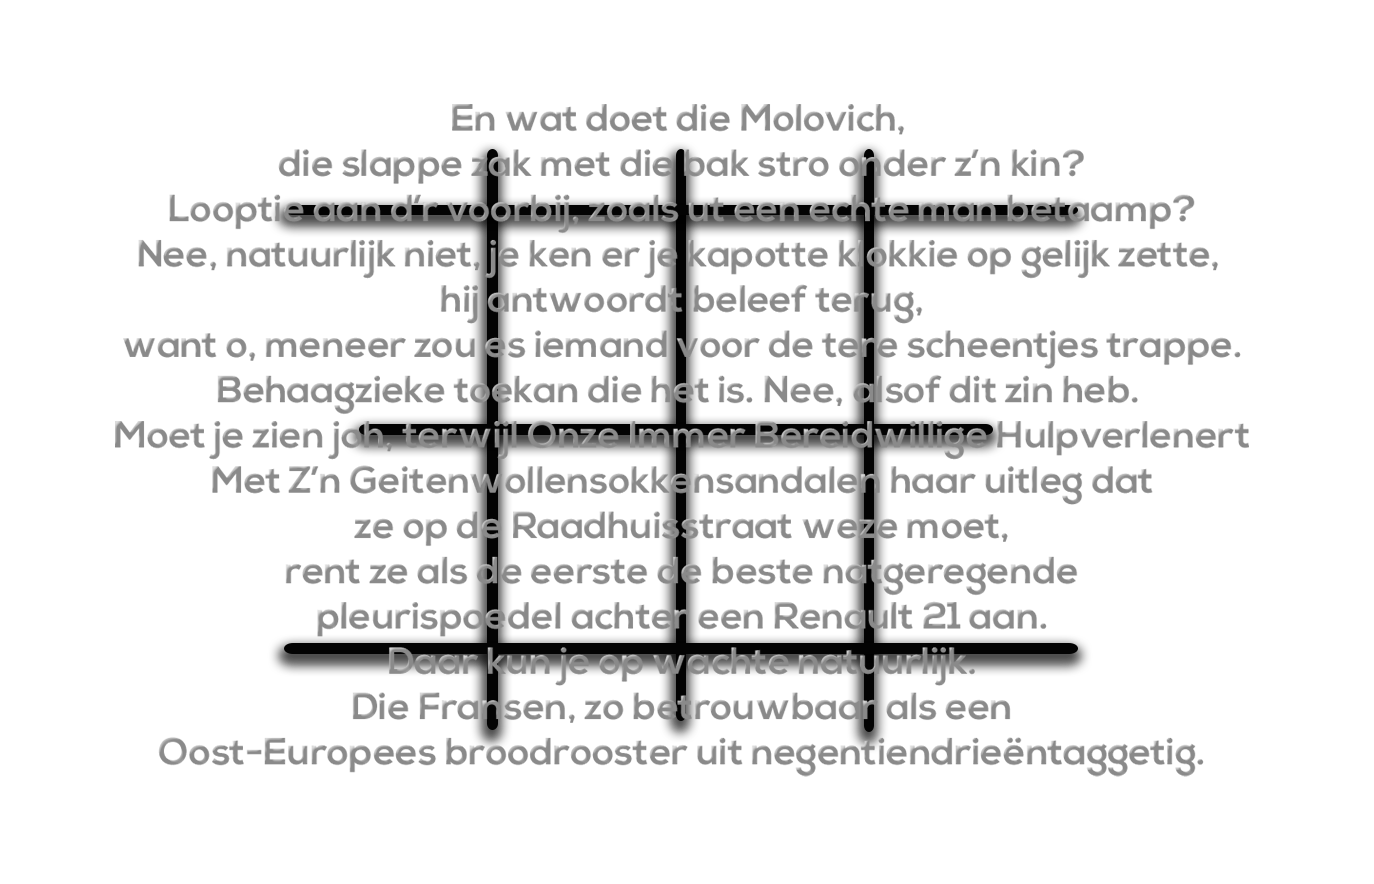 En wat doet die Molovich,
die slappe zak met die bak stro onder z'n kin?
Looptie aan d'r voorbij, zoals ut een echte man betaamp?
Nee, natuurlijk niet, je ken er je kapotte klokkie op gelijk zette,
hij antwoordt beleef terug,
want o, meneer zou es iemand voor de tere scheentjes trappe.
Behaagzieke toekan die het is. Nee, alsof dit zin heb.
Moet je zien joh, terwijl Onze Immer Bereidwillige Hulpverlenert
Met Z'n Geitenwollensokkensandalen haar uitleg dat
ze op de Raadhuisstraat weze moet,
rent ze als de eerste de beste natgeregende
pleurispoedel achter een Renault 21 aan.
Daar kun je op wachte natuurlijk.
Die Fransen, zo betrouwbaar als een
Oost-Europees broodrooster uit negentiendrieëntaggetig.